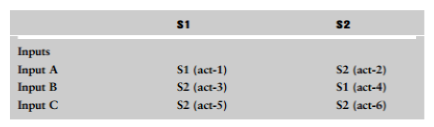 S1 S2
Inputs
Input A S1 (act-1) S2 (act-2)
Input B S2 (act-3) S1 (act-4)
Input C S2 (act-5) S2 (act-6)